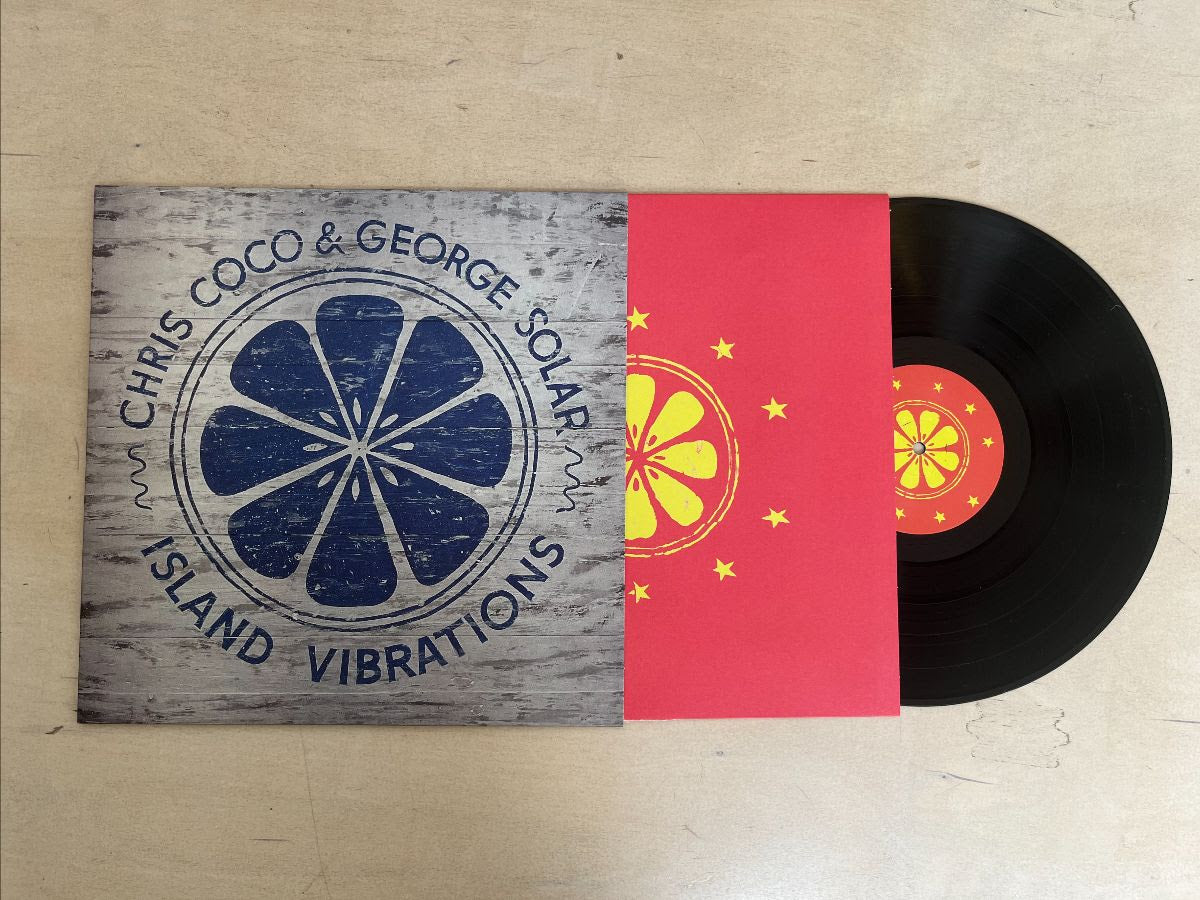 CHRIS COCO & GEORGE SOLAR
ISLAND VIBRATIONS